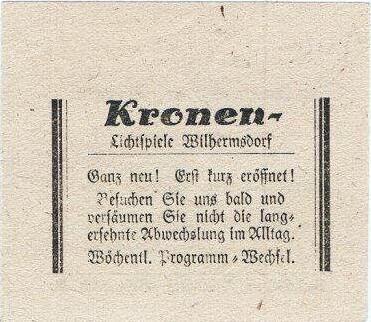 Kronen-
Lichtspiele Wilhermsdorf
Ganz neu! Erst kurz eröffnet!
Besuchen Sie uns bald und
versäumen Sie nicht die lang-
ersehnte Abwechslung im Alltag.
Wöchentl. Programm-Wechsel.